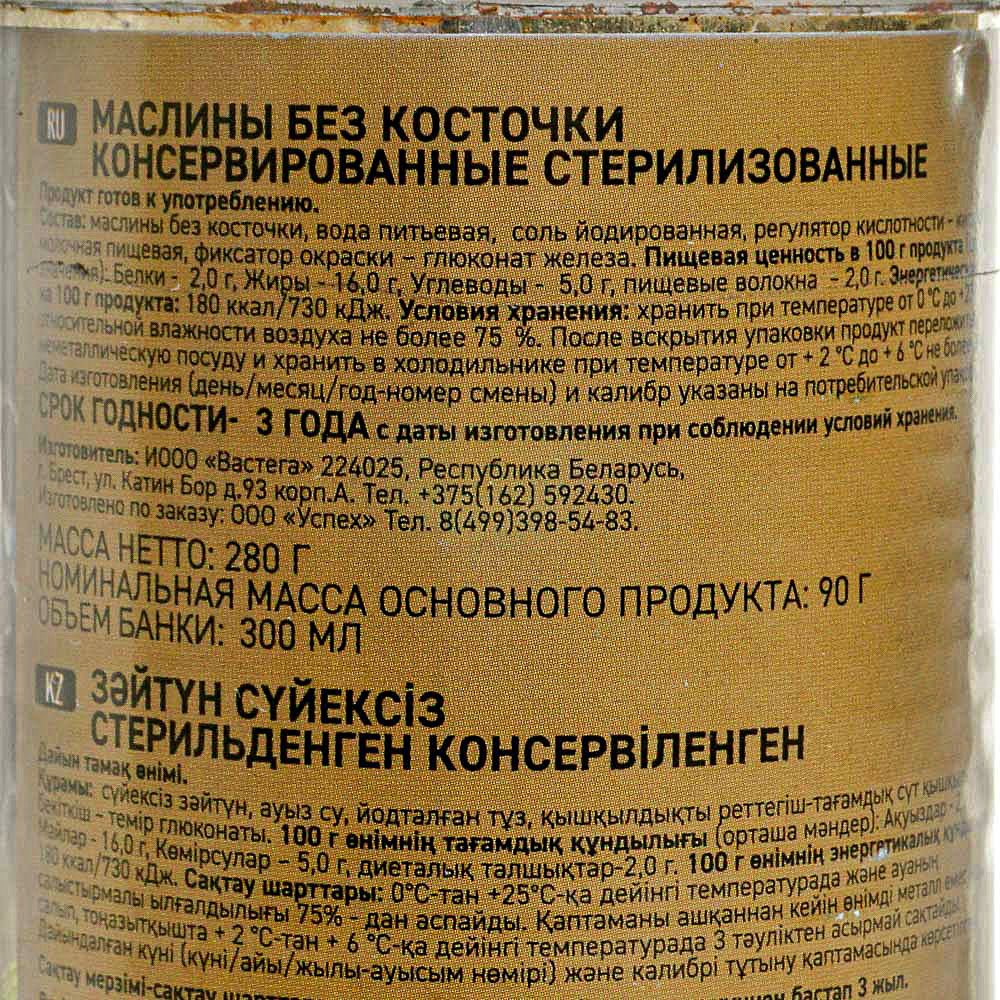 RU МАСЛИНЫ БЕЗ КОСТОЧКИ
КОНСЕРВИРОВАННЫЕ СТЕРИЛИЗОВАННЫЕ
Продукт готов к употреблению.
Состав: маслины без косточки, вода питьевая, соль йодированная, регулятор кислотности -
молочная пищевая, фиксатор окраски – глюконат железа. Пищевая ценность в 100 г продукта
значения). Белки - 2,0 г, Жиры - 16,0 г, Углеводы - 5,0 г, пищевые волокна - 2,0 г.
на 100 г продукта: 180 ккал/730 кДж. Условия хранения: хранить при температуре от 0 °С до
относительной влажности воздуха не более 75 %. После вскрытия упаковки продукт
неметаллическую посуду и хранить в холодильнике при температуре от + 2 °С до + 6 °С не
Дата изготовления (день/месяц/год-номер смены) и калибр указаны на потребительской
СРОК ГОДНОСТИ- 3 ГОДА с даты изготовления при соблюдении условий хранения.
Изготовитель: ИООО «Вастега» 224025, Республика Беларусь,
г. Брест, ул. Катин Бор д.93 корп.А. Тел. +375(162) 592430.
Изготовлено по заказу: ООО «Успех» Тел. 8(499)398-54-83.
МАССА НЕТТО: 280 Г
НОМИНАЛЬНАЯ МАССА ОСНОВНОГО ПРОДУКТА: 90 Г
ОБЪЕМ БАНКИ: 300 МЛ
KZ ЗӘЙТҮН СҮЙЕКСІЗ
СТЕРИЛЬДЕНГЕН КОНСЕРВІЛЕНГЕН
Дайын тамақ өнімі.
Құрамы: сүйексіз зәйтүн, ауыз су, йодталған тұз, қышқылдықты реттегіш-тағамдық сүт
бекіткіш – темір глюконаты. 100 г өнімнің тағамдық құндылығы (орташа мәндер): Ақуыздар -
Майлар - 16,0 г, Көмірсулар – 5,0 г, диеталық талшықтар-2,0 г. 100 г өнімнің энергетикалық
180 ккал/730 кДж. Сақтау шарттары: 0°С-тан +25°С-қа дейінгі температурада және ауаның
салыстырмалы ылғалдылығы 75% - дан аспайды. Қаптаманы ашқаннан кейін өнімді металл емес
салып, тоңазытқышта + 2 °С-тан + 6 °С-қа дейінгі температурада 3 тәуліктен асырмай сақтайды.
Дайындалған күні (күні/айы/жылы-ауысым нөмірі) және калибрі тұтыну қаптамасында
Сақтау мерзімі-сақтау бастап 3 жыл.